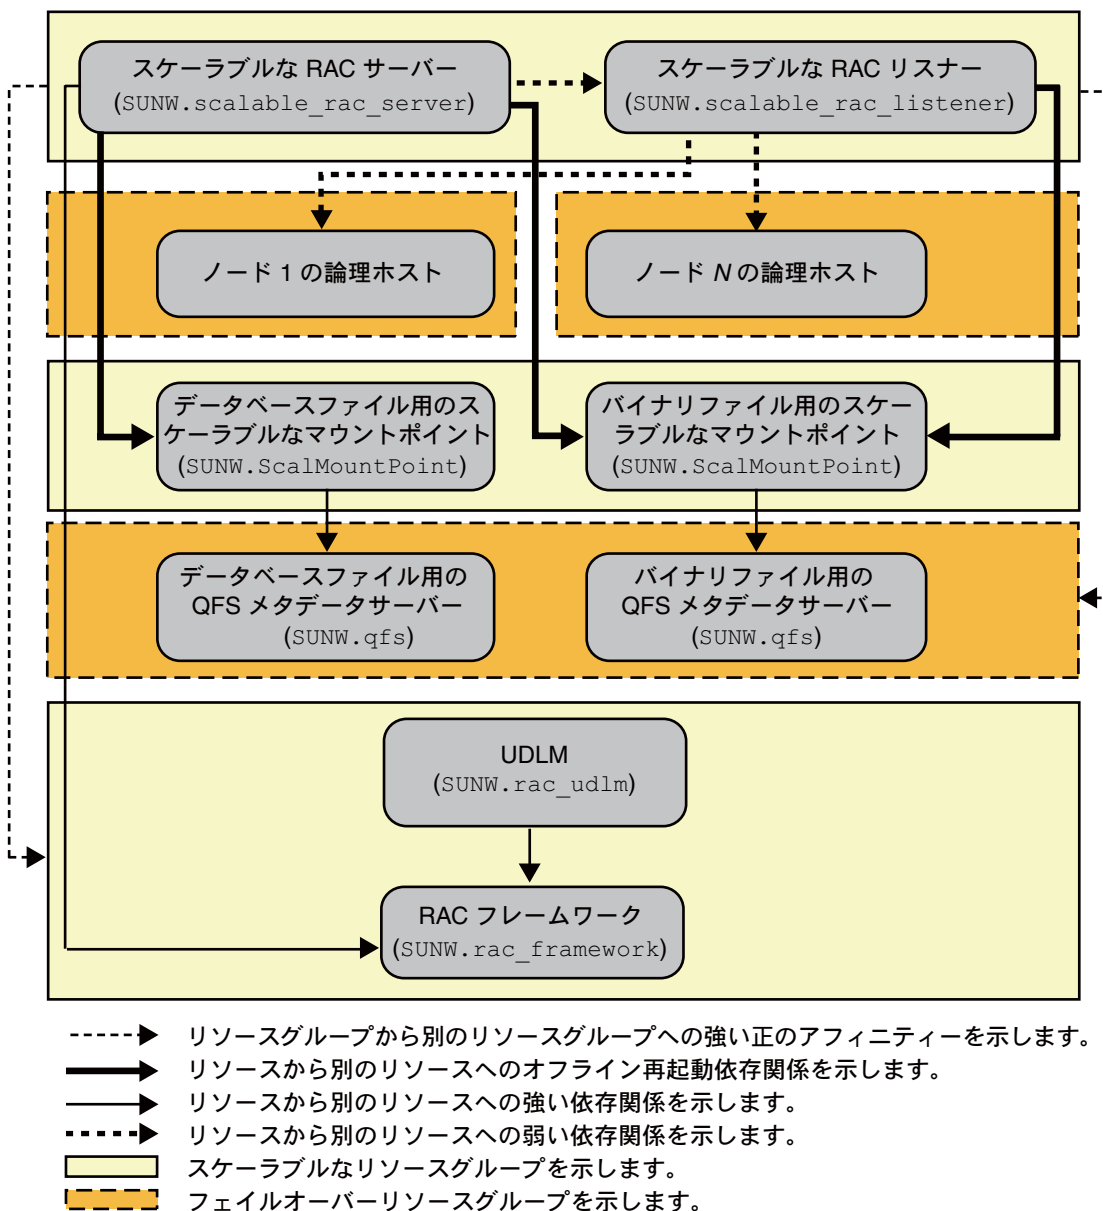 スケーラブルな RAC サーバー
(SUNW.scalable_rac_server)
スケーラブルな RAC リスナー
(SUNW.scalable_rac_listener)
ノード 1 の論理ホスト
ノード N の論理ホスト
データベースファイル用のス
ケーラブルなマウントポイント
(SUNW.ScalMountPoint)
バイナリファイル用のスケー
ラブルなマウントポイント
(SUNW.ScalMountPoint)
データベースファイル用の
QFS メタデータサーバー
(SUNW.qfs)
バイナリファイル用の
QFS メタデータサーバー
(SUNW.qfs)
UDLM
(SUNW.rac_udlm)
RAC フレームワーク
(SUNW.rac_framework)
リソースグループから別のリソースグループへの強い正のアフィニティーを示します。
リソースから別のリソースへのオフライン再起動依存関係を示します。
リソースから別のリソースへの強い依存関係を示します。
リソースから別のリソースへの弱い依存関係を示します。
スケーラブルなリソースグループを示します。
フェイルオーバーリソースグループを示します。